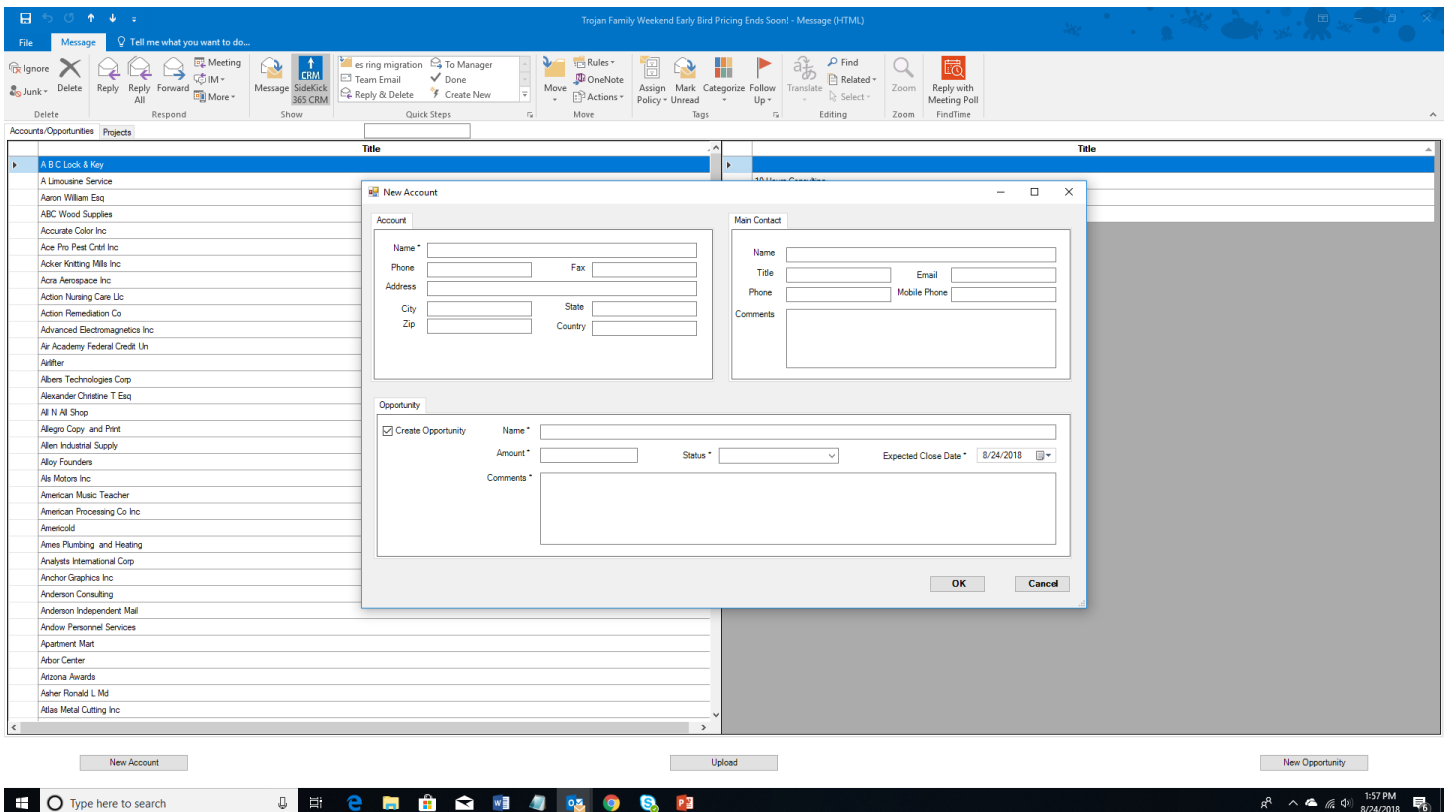 Trojan Family Weekend Early Bird Pricing Ends Soon! - Message (HTML)
File Message Tell me what you want to do...
Ignore
Junk
Delete
Reply
Reply All
Forward
Meeting
IM
More
Message
CRM
SideKick 365 CRM
es ring migration
Team Email
Reply & Delete
To Manager
Done
Create New
Move
Rules
OneNote
Actions
Assign Policy
Mark Unread
Categorize
Follow Up
Translate
Find
Related
Select
Zoom
Reply with Meeting Poll
Delete Respond Show Quick Steps Move Tags Editing Zoom FindTime
Accounts/Opportunities Projects
Title Title
A B C Lock & Key
A Limousine Service
Aaron William Esq
ABC Wood Supplies
Accurate Color Inc
Ace Pro Pest Cntrl Inc
Acker Knitting Mills Inc
Acra Aerospace Inc
Action Nursing Care Llc
Action Remediation Co
Advanced Electromagnetics Inc
Air Academy Federal Credit Un
Airlifter
Albers Technologies Corp
Alexander Christine T Esq
All N All Shop
Allegro Copy and Print
Allen Industrial Supply
Alloy Founders
Als Motors Inc
American Music Teacher
American Processing Co Inc
Americold
Ames Plumbing and Heating
Analysts International Corp
Anchor Graphics Inc
Anderson Consulting
Anderson Independent Mail
Andow Personnel Services
Apartment Mart
Arbor Center
Arizona Awards
Asher Ronald L Md
Atlas Metal Cutting Inc
New Account
Account
Name *
Phone Fax
Address
City State
Zip Country
Main Contact
Name
Title Email
Phone Mobile Phone
Comments
Opportunity
Create Opportunity Name *
Amount * Status * Expected Close Date * 8/24/2018
Comments *
OK Cancel
New Account Upload New Opportunity
Type here to search
1:57 PM
8/24/2018